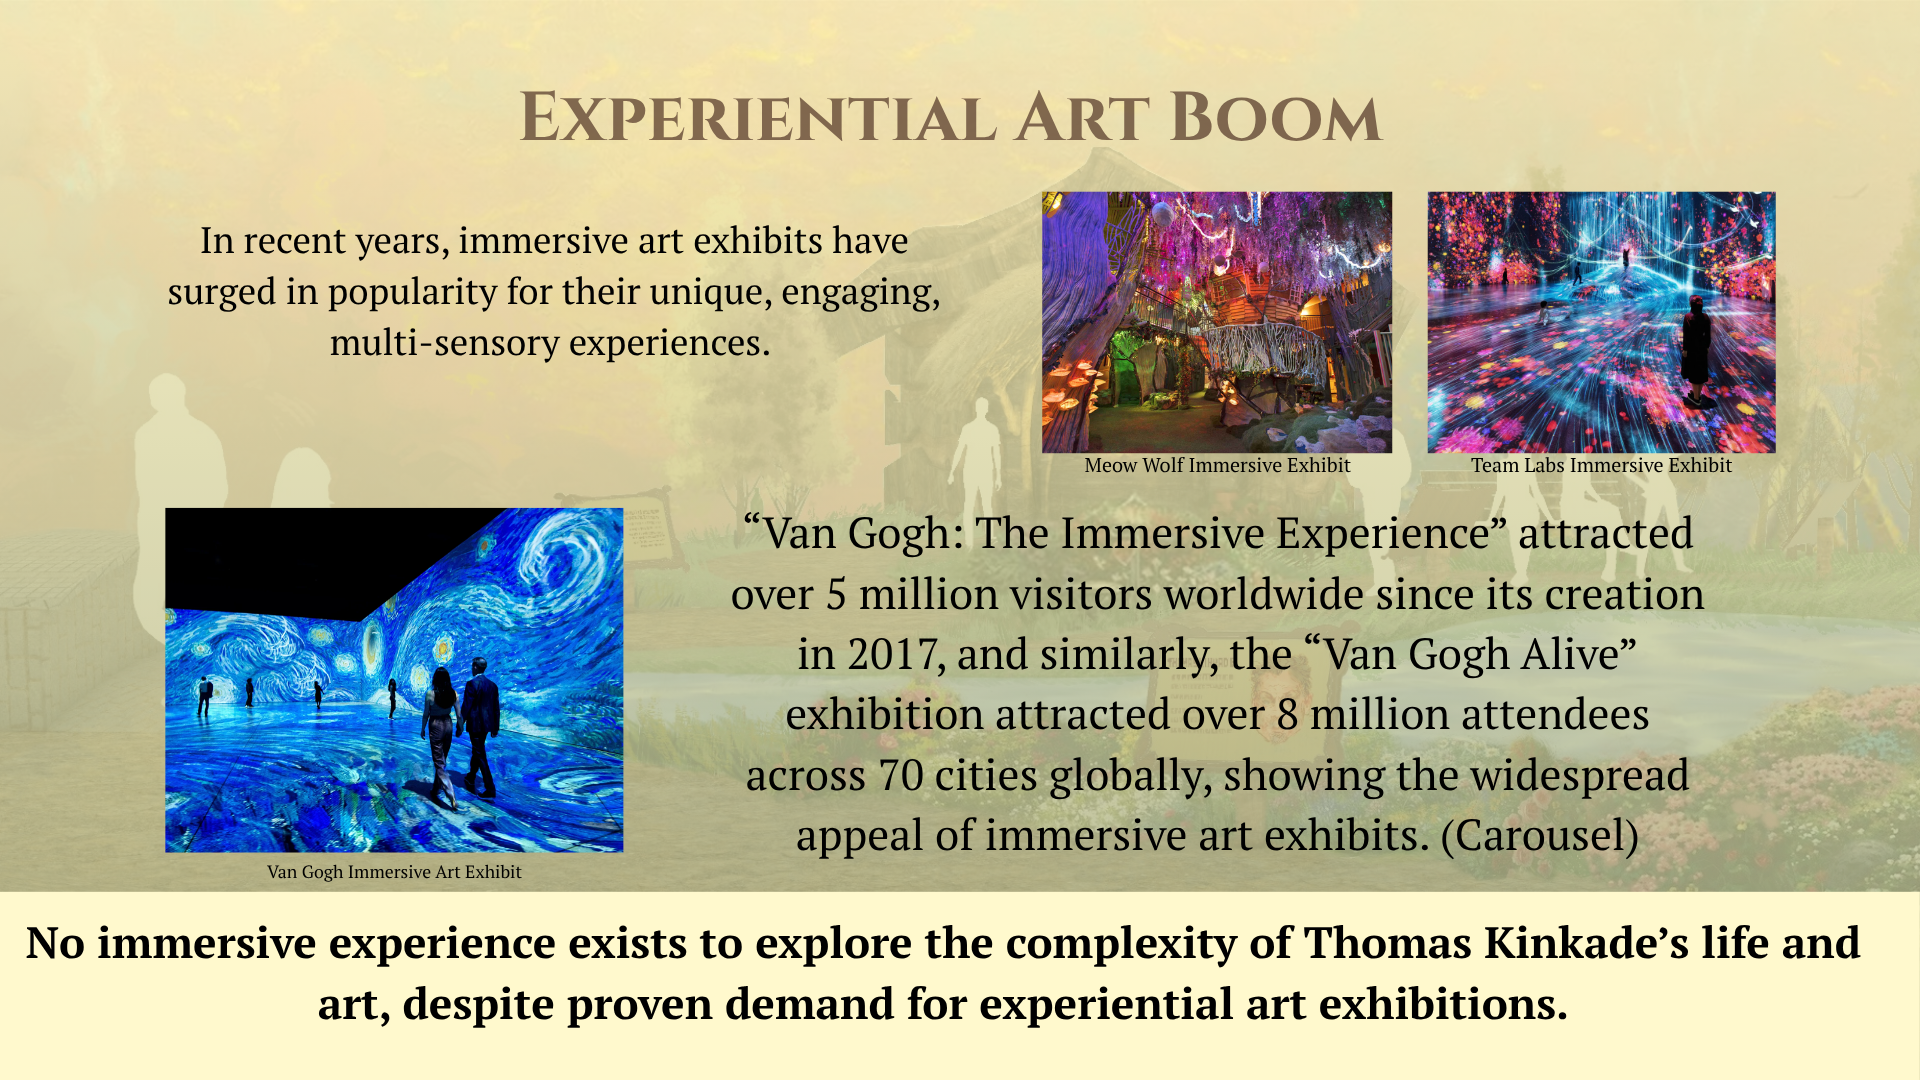 Experiential Art Boom
In recent years, immersive art exhibits have
surged in popularity for their unique, engaging,
multi-sensory experiences.
Meow Wolf Immersive Exhibit
Team Labs Immersive Exhibit
“Van Gogh: The Immersive Experience” attracted
over 5 million visitors worldwide since its creation
in 2017, and similarly, the “Van Gogh Alive”
exhibition attracted over 8 million attendees
across 70 cities globally, showing the widespread
appeal of immersive art exhibits. (Carousel)
Van Gogh Immersive Art Exhibit
No immersive experience exists to explore the complexity of Thomas Kinkade’s life and
art, despite proven demand for experiential art exhibitions.